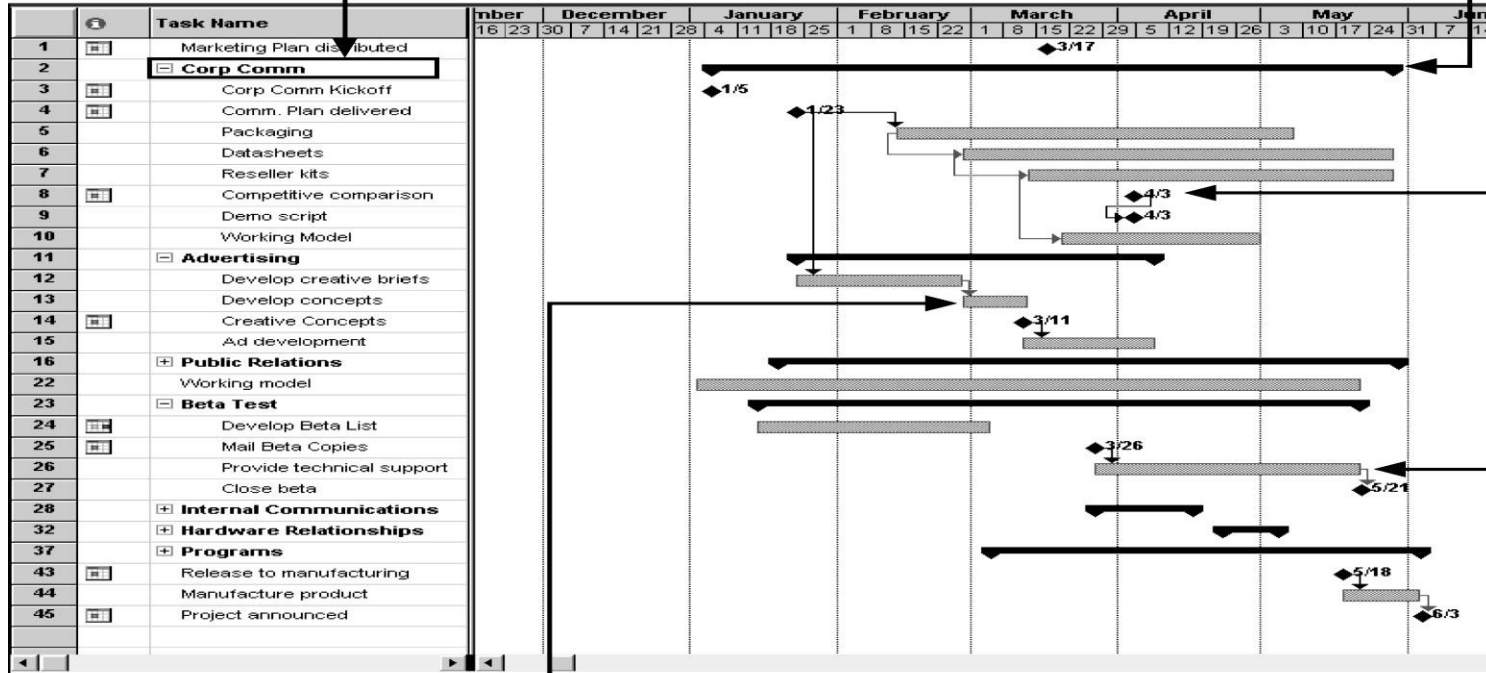 Task Name
mber December January February March April May Jun
16 23 30 7 14 21 28 4 11 18 25 1 8 15 22 1 8 15 22 29 5 12 19 26 3 10 17 24 31 7 14
1 Marketing Plan distributed 3/17
2 Corp Comm
3 Corp Comm Kickoff 1/5
4 Comm. Plan delivered 1/23
5 Packaging
6 Datasheets
7 Reseller kits
8 Competitive comparison 4/3
9 Demo script 4/3
10 Working Model
11 Advertising
12 Develop creative briefs
13 Develop concepts
14 Creative Concepts 3/11
15 Ad development
16 Public Relations
22 Working model
23 Beta Test
24 Develop Beta List
25 Mail Beta Copies 3/26
26 Provide technical support
27 Close beta 5/21
28 Internal Communications
32 Hardware Relationships
37 Programs
43 Release to manufacturing 5/18
44 Manufacture product
45 Project announced 6/3